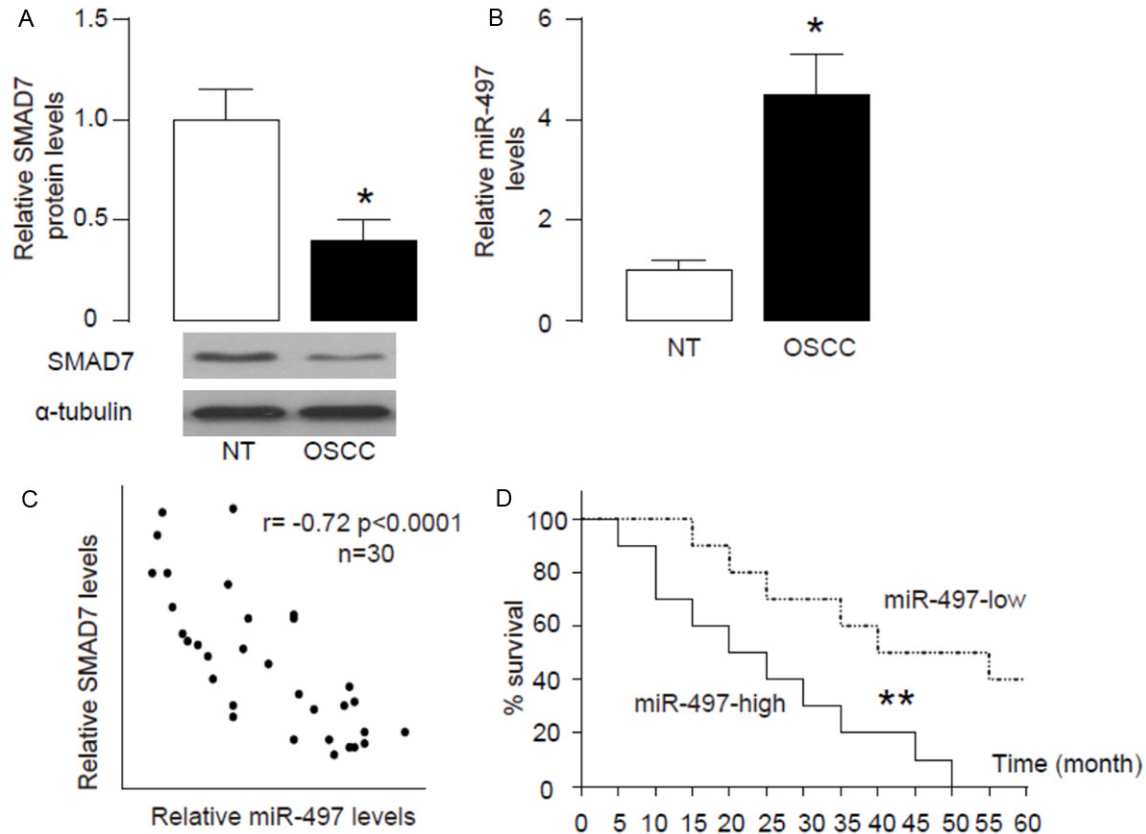 A
Relative SMAD7
protein levels
1.5
1.0
0.5
0
*
SMAD7
α-tubulin
NT OSCC
B
Relative miR-497
levels
6
4
2
0
*
NT OSCC
C
Relative SMAD7 levels
r= -0.72 p<0.0001
n=30
Relative miR-497 levels
D
% survival
100
80
60
40
20
0
miR-497-low
miR-497-high
**
Time (month)
0 5 10 15 20 25 30 35 40 45 50 55 60